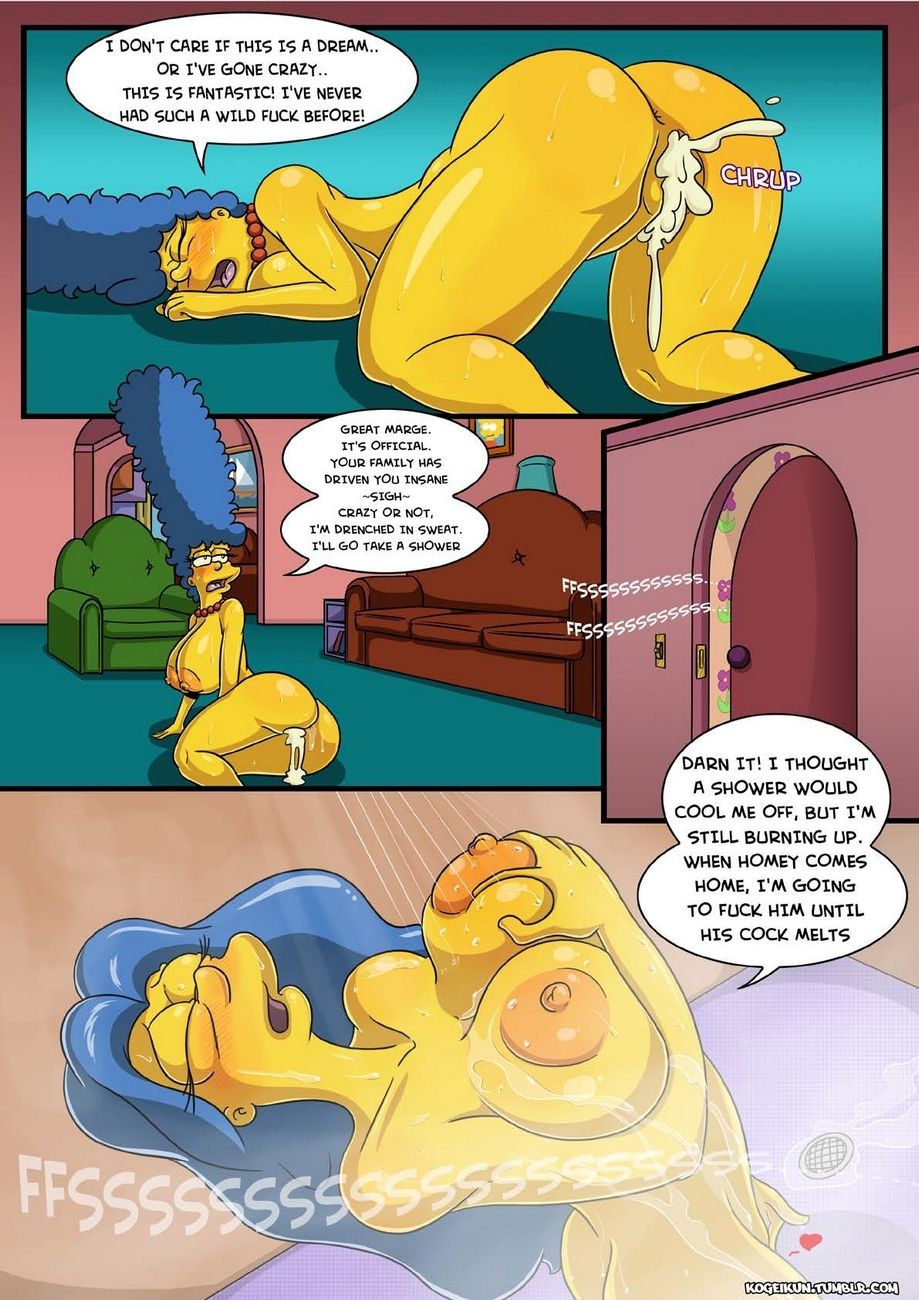 I DON'T CARE IF THIS IS A DREAM..
OR I'VE GONE CRAZY..
THIS IS FANTASTIC! I'VE NEVER
HAD SUCH A WILD FUCK BEFORE!
CHRUP
GREAT MARGE.
IT'S OFFICIAL.
YOUR FAMILY HAS
DRIVEN YOU INSANE
~SIGH~
CRAZY OR NOT,
I'M DRENCHED IN SWEAT.
I'LL GO TAKE A SHOWER
FFSSSSSSSSSSSS...
FFSSSSSSSSSSSS...
DARN IT! I THOUGHT
A SHOWER WOULD
COOL ME OFF, BUT I'M
STILL BURNING UP.
WHEN HOMEY COMES
HOME, I'M GOING
TO FUCK HIM UNTIL
HIS COCK MELTS
FFSSSSSSSSSSSSSSSSSSSS
KOGEIKUN.TUMBLR.COM